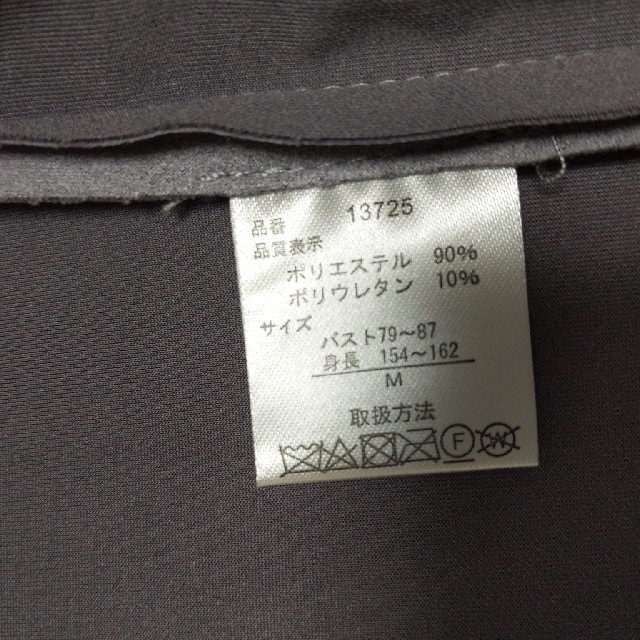 品番 13725
品質表示
ポリエステル 90%
ポリウレタン 10%
サイズ
バスト79～87
身長 154～162
M
取扱方法
F W